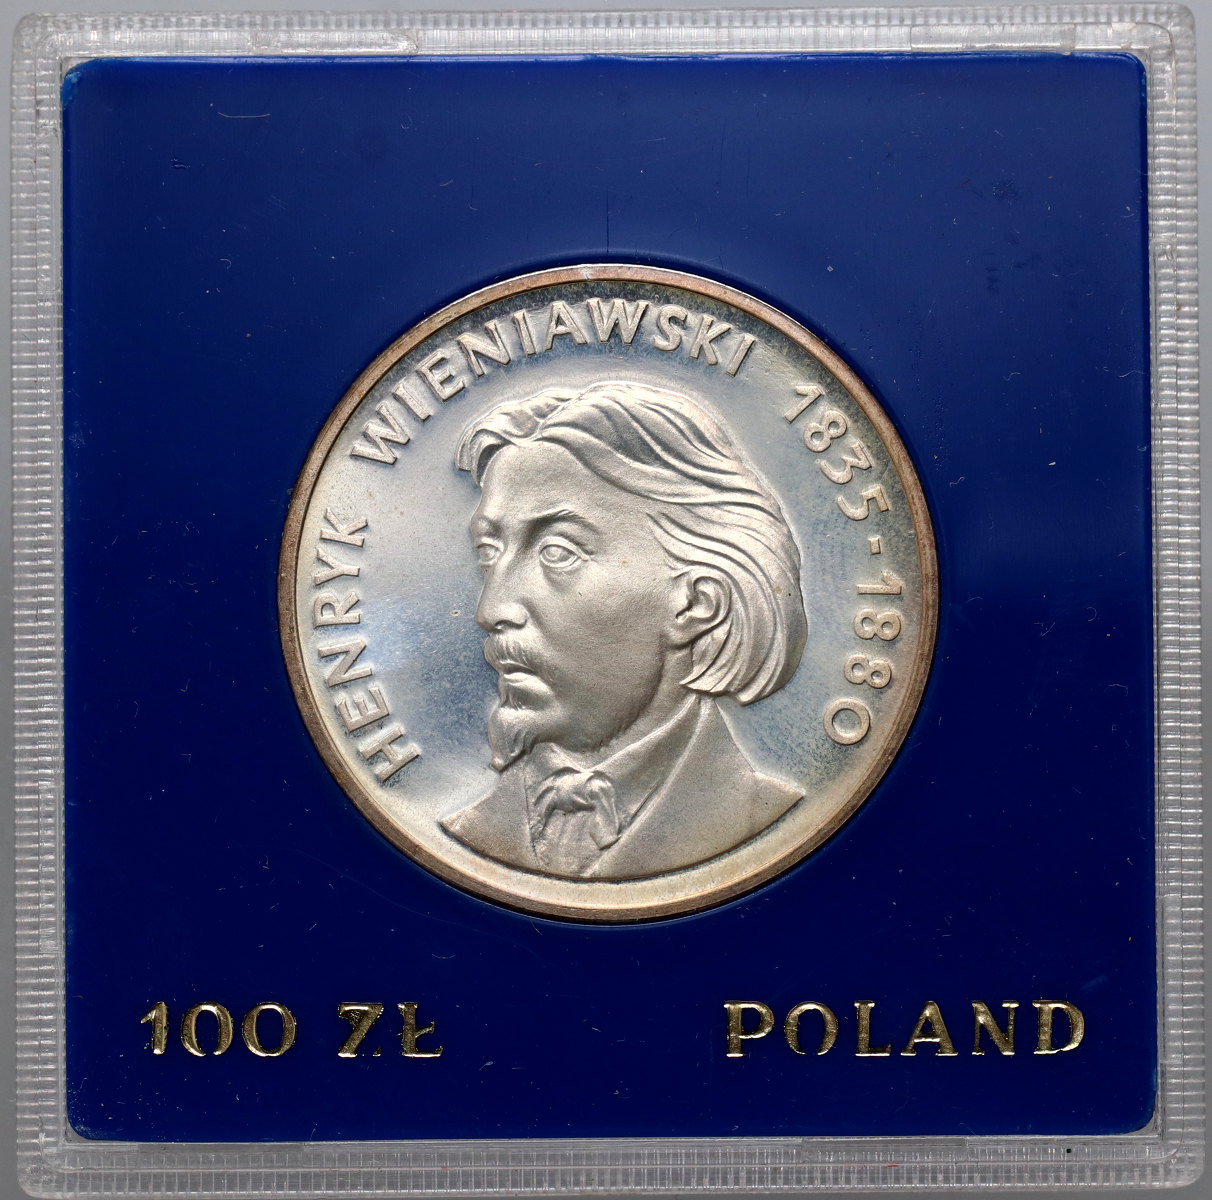 HENRYK WIENIAWSKI 1835-1880
100 ZŁ POLAND